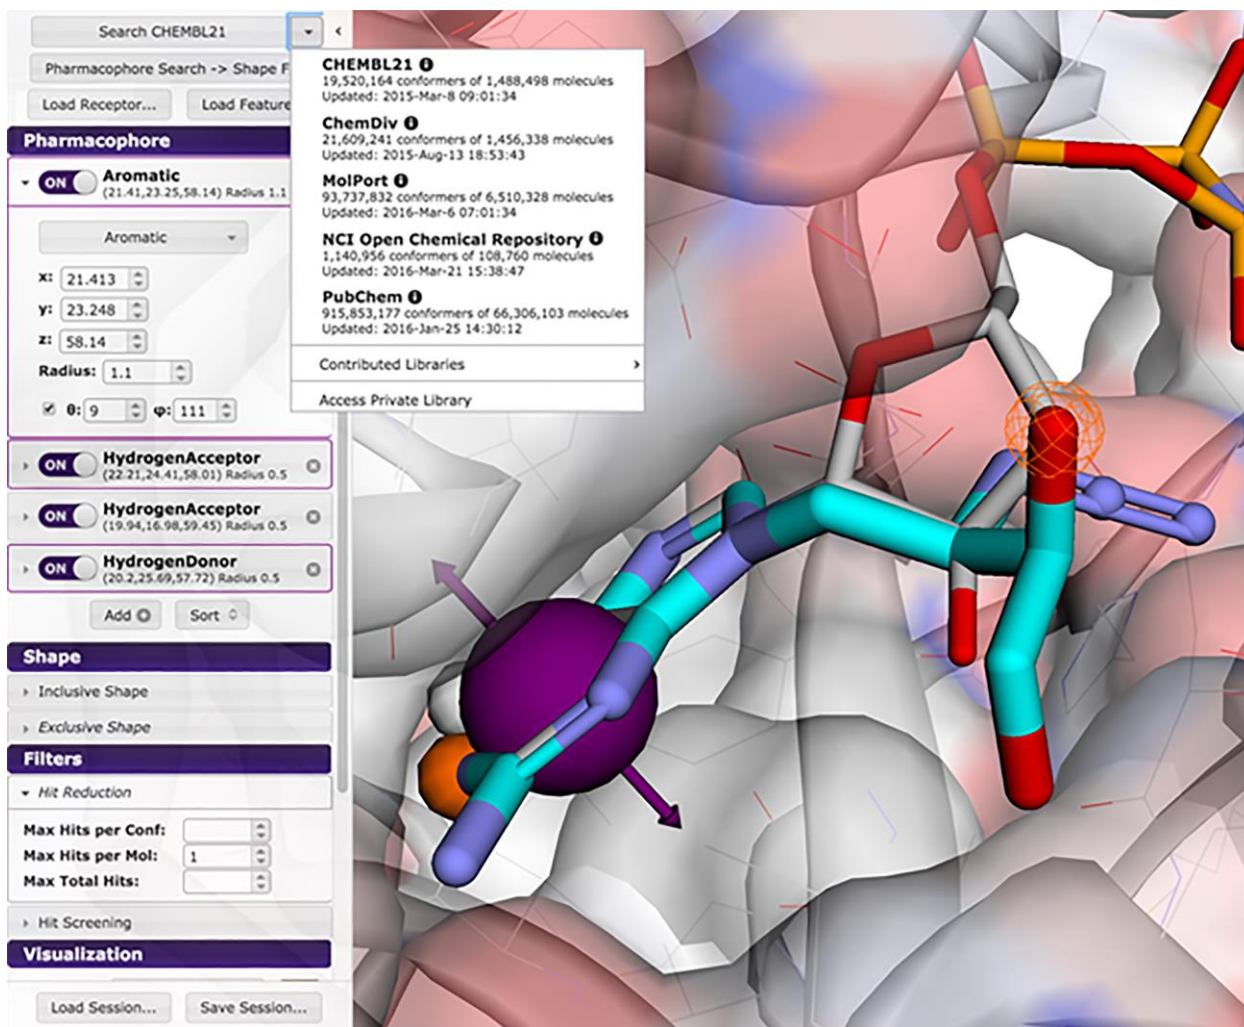 Search CHEMBL21
Pharmacophore Search -> Shape F
Load Receptor...
Load Feature
CHEMBL21
19,520,164 conformers of 1,488,498 molecules
Updated: 2015-Mar-8 09:01:34
ChemDiv
21,609,241 conformers of 1,456,338 molecules
Updated: 2015-Aug-13 18:53:43
MolPort
93,737,832 conformers of 6,510,328 molecules
Updated: 2016-Mar-6 07:01:34
NCI Open Chemical Repository
1,140,956 conformers of 108,760 molecules
Updated: 2016-Mar-21 15:38:47
PubChem
915,853,177 conformers of 66,306,103 molecules
Updated: 2016-Jan-25 14:30:12
Contributed Libraries
Access Private Library
Pharmacophore
ON Aromatic
(21.41,23.25,58.14) Radius 1.1
Aromatic
x: 21.413
y: 23.248
z: 58.14
Radius: 1.1
θ: 9 φ: 111
ON HydrogenAcceptor
(22.21,24.41,58.01) Radius 0.5
ON HydrogenAcceptor
(19.94,16.98,59.45) Radius 0.5
ON HydrogenDonor
(20.2,25.69,57.72) Radius 0.5
Add Sort
Shape
Inclusive Shape
Exclusive Shape
Filters
Hit Reduction
Max Hits per Conf:
Max Hits per Mol: 1
Max Total Hits:
Hit Screening
Visualization
Load Session... Save Session...